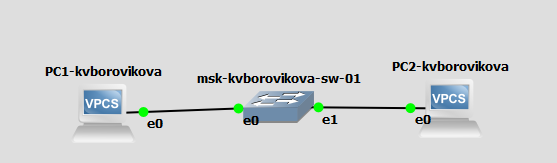 PC1-kvborovikova
msk-kvborovikova-sw-01
PC2-kvborovikova
VPCS
VPCS
e0
e0
e1
e0